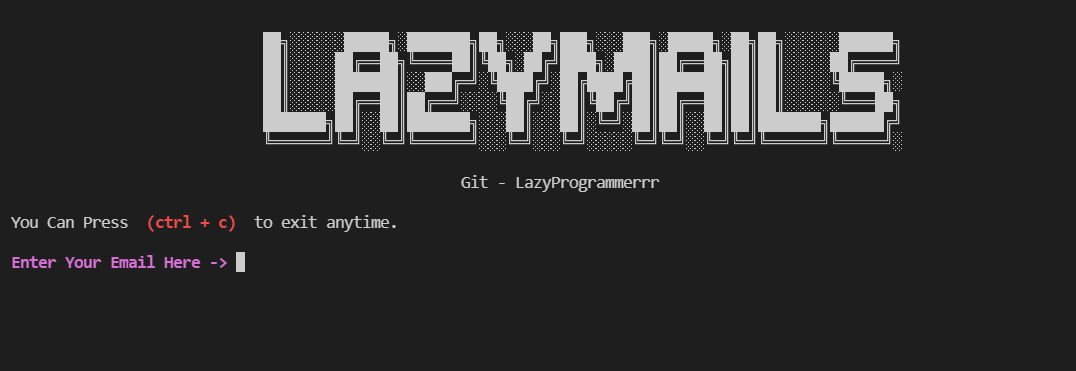 LAZYMAILS
Git - LazyProgrammerrr
You Can Press (ctrl + c) to exit anytime.
Enter Your Email Here ->